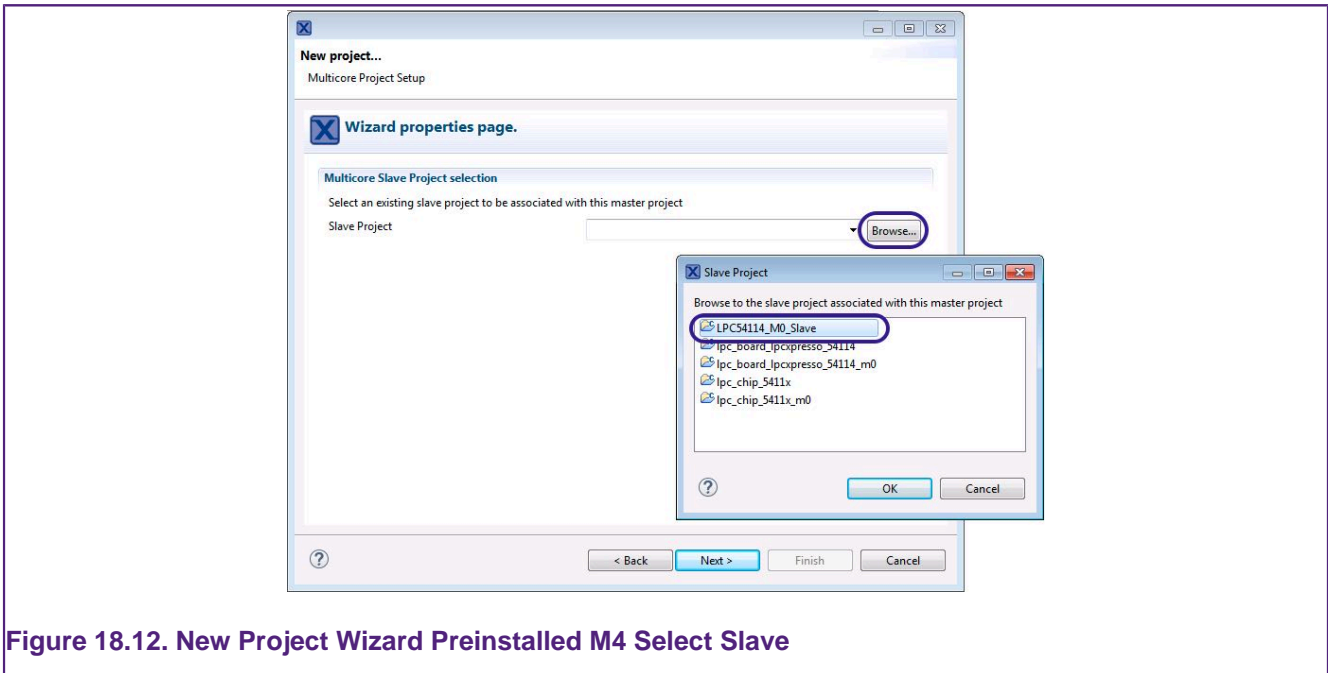 New project...
Multicore Project Setup
Wizard properties page.
Multicore Slave Project selection
Select an existing slave project to be associated with this master project
Slave Project
Browse...
Slave Project
Browse to the slave project associated with this master project
LPC54114_M0_Slave
lpc_board_lpcxpresso_54114
lpc_board_lpcxpresso_54114_m0
lpc_chip_5411x
lpc_chip_5411x_m0
OK Cancel
< Back Next > Finish Cancel
Figure 18.12. New Project Wizard Preinstalled M4 Select Slave